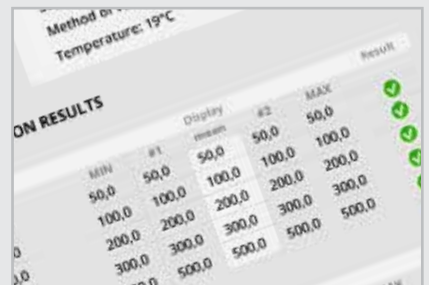 Method of
Temperature: 19°C
ON RESULTS
Display Result
MIN #1 mean #2 MAX
50,0 50,0 50,0 50,0 50,0
100,0 100,0 100,0 100,0 100,0
200,0 200,0 200,0 200,0 200,0
300,0 300,0 300,0 300,0 300,0
500,0 500,0 500,0 500,0